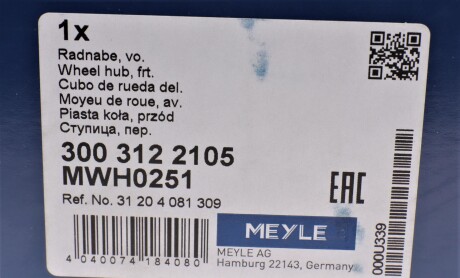 1x
Radnabe, vo.
Wheel hub, frt.
Cubo de rueda del.
Moyeu de roue, av.
Piasta koła, przód
Ступица, пер.
300 312 2105
MWH0251
Ref. No. 31 20 4 081 309
EAC
MEYLE
MEYLE AG
Hamburg 22143, Germany
4 040074 184080